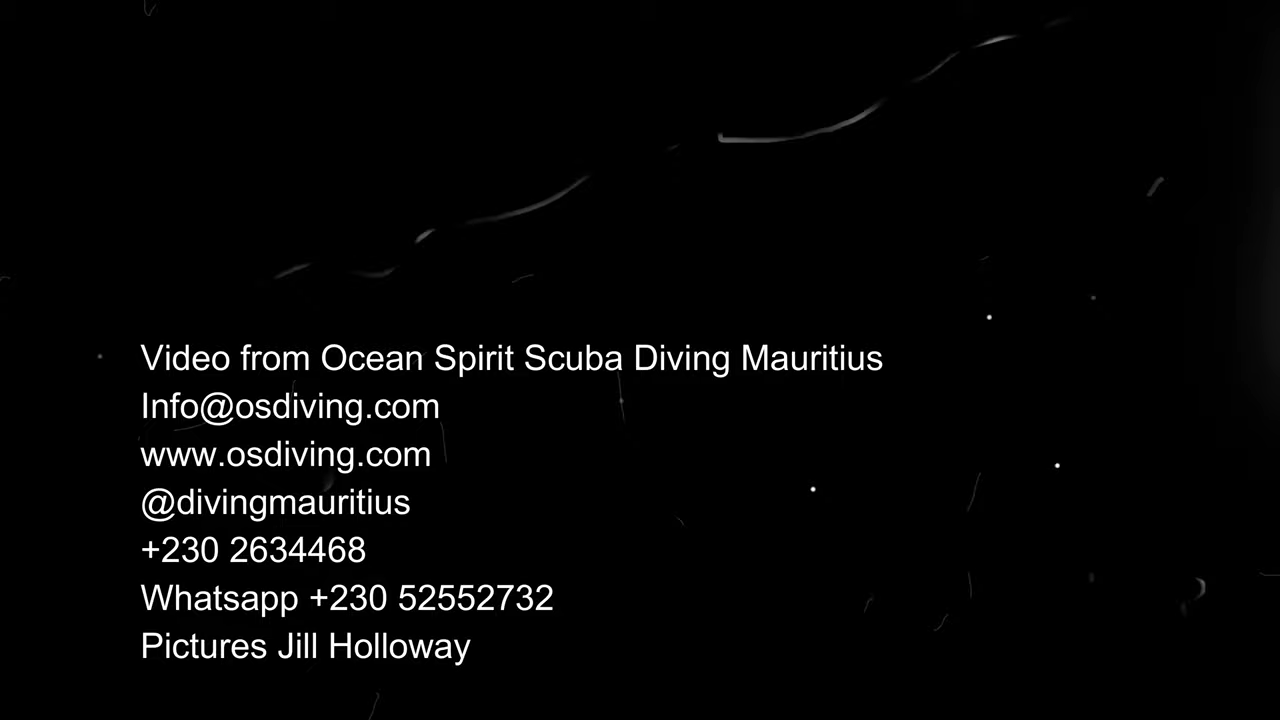 Video from Ocean Spirit Scuba Diving Mauritius
Info@osdiving.com
www.osdiving.com
@divingmauritius
+230 2634468
Whatsapp +230 52552732
Pictures Jill Holloway